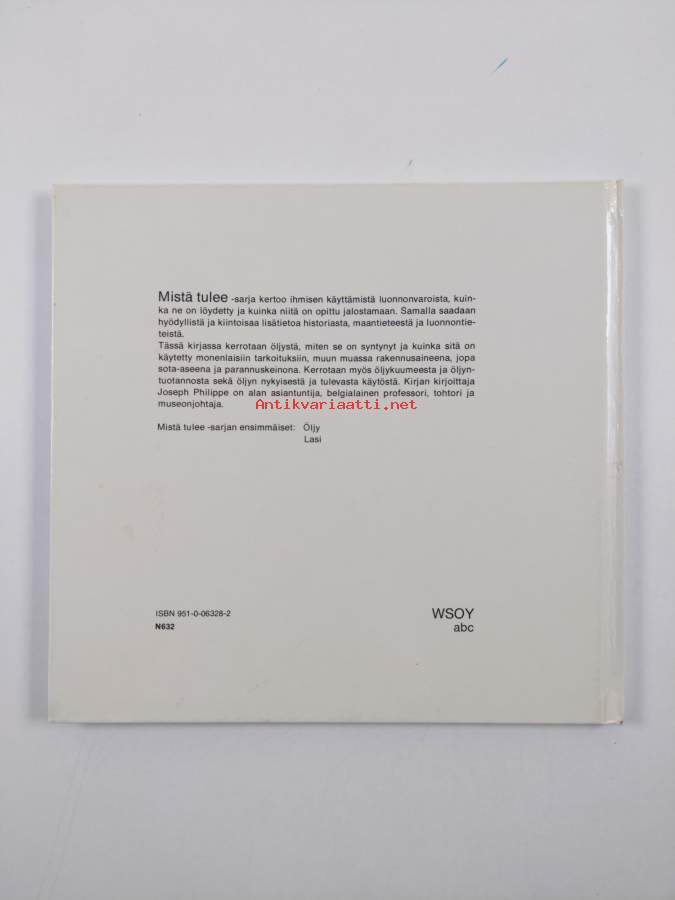 Mistä tulee -sarja kertoo ihmisen käyttämistä luonnonvaroista, kuin-
ka ne on löydetty ja kuinka niitä on opittu jalostamaan. Samalla saadaan
hyödyllistä ja kiintoisaa lisätietoa historiasta, maantieteestä ja luonnontie-
teistä.
Tässä kirjassa kerrotaan öljystä, miten se on syntynyt ja kuinka sitä on
käytetty monenlaisiin tarkoituksiin, muun muassa rakennusaineena, jopa
sota-aseena ja parannuskeinona. Kerrotaan myös öljykuumeesta ja öljyn-
tuotannosta sekä öljyn nykyisestä ja tulevasta käytöstä. Kirjan kirjoittaja
Joseph Philippe on alan asiantuntija, belgialainen professori, tohtori ja
museonjohtaja.
Antikvariaatti.net
Mistä tulee -sarjan ensimmäiset: Öljy
Lasi
ISBN 951-0-06328-2
N632
WSOY
abc